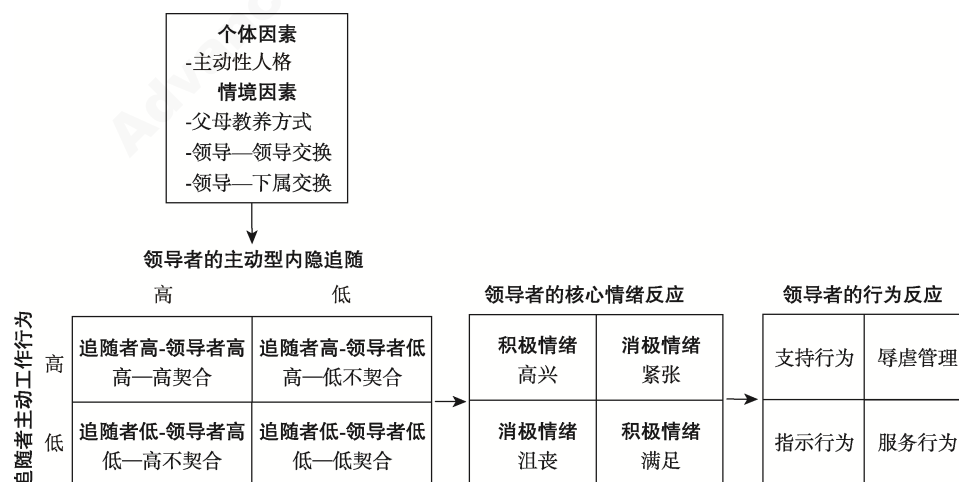 个体因素
-主动性人格
情境因素
-父母教养方式
-领导—领导交换
-领导—下属交换
领导者的主动型内隐追随
高 低
领导者的核心情绪反应
领导者的行为反应
追随者主动工作行为
高
追随者高-领导者高
高—高契合
追随者高-领导者低
高—低不契合
积极情绪
高兴
消极情绪
紧张
支持行为
辱虐管理
低
追随者低-领导者高
低—高不契合
追随者低-领导者低
低—低契合
消极情绪
沮丧
积极情绪
满足
指示行为
服务行为